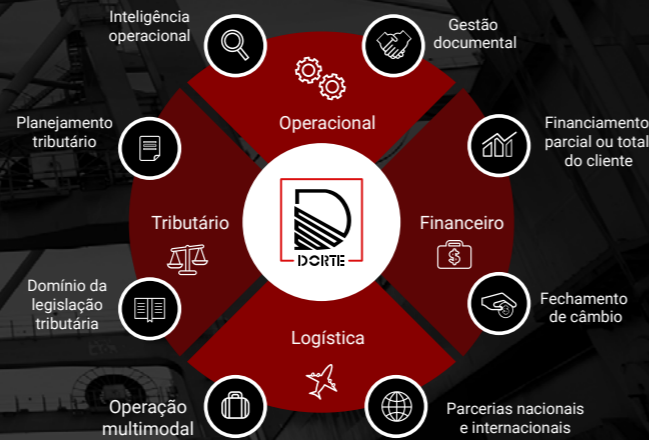 Inteligência
operacional
Gestão
documental
Operacional
Planejamento
tributário
Financiamento
parcial ou total
do cliente
Tributário
Financeiro
DORTE
Domínio da
legislação
tributária
Fechamento
de câmbio
Logística
Operação
multimodal
Parcerias nacionais
e internacionais